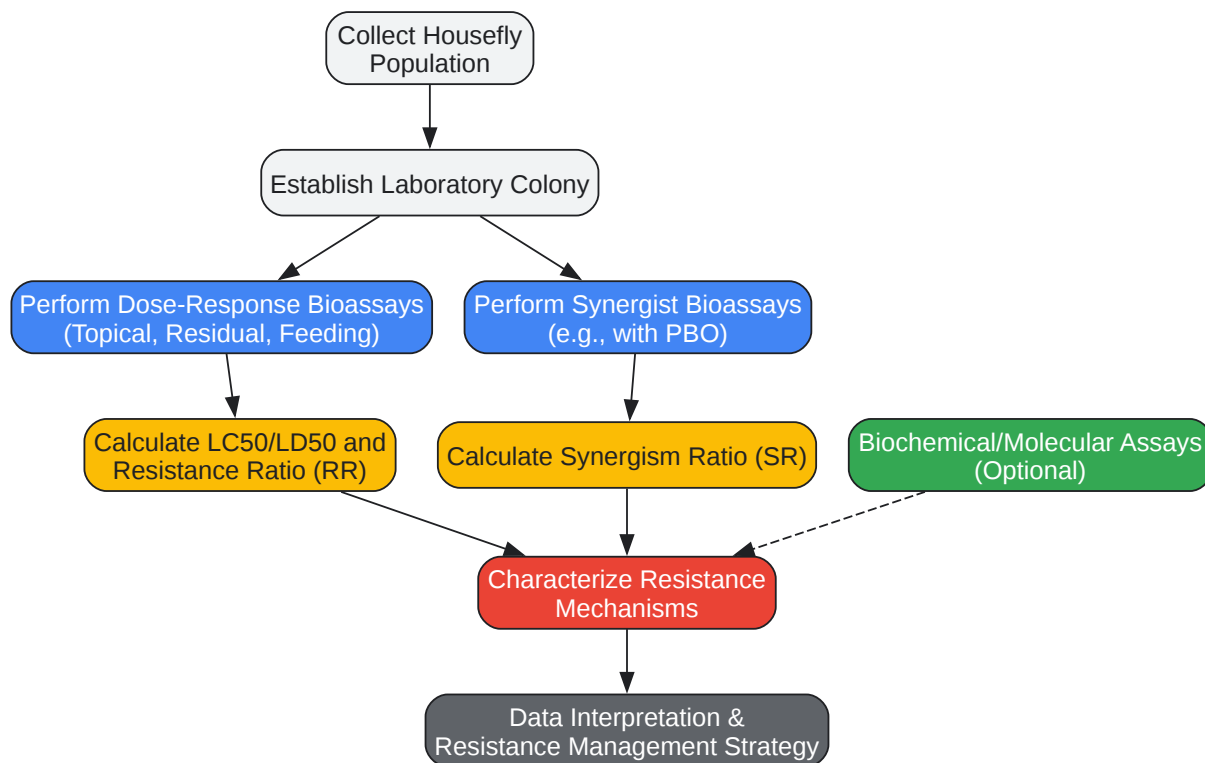 Collect Housefly
Population
Establish Laboratory Colony
Perform Dose-Response Bioassays
(Topical, Residual, Feeding)
Perform Synergist Bioassays
(e.g., with PBO)
Calculate LC50/LD50 and
Resistance Ratio (RR)
Calculate Synergism Ratio (SR)
Biochemical/Molecular Assays
(Optional)
Characterize Resistance
Mechanisms
Data Interpretation &
Resistance Management Strategy